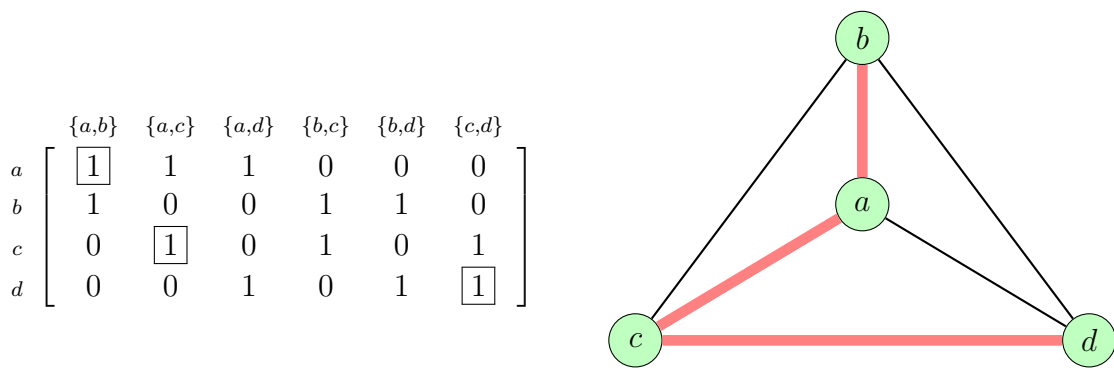 {a,b} {a,c} {a,d} {b,c} {b,d} {c,d}
a 1 1 1 0 0 0
b 1 0 0 1 1 0
c 0 1 0 1 0 1
d 0 0 1 0 1 1
b
a
c d